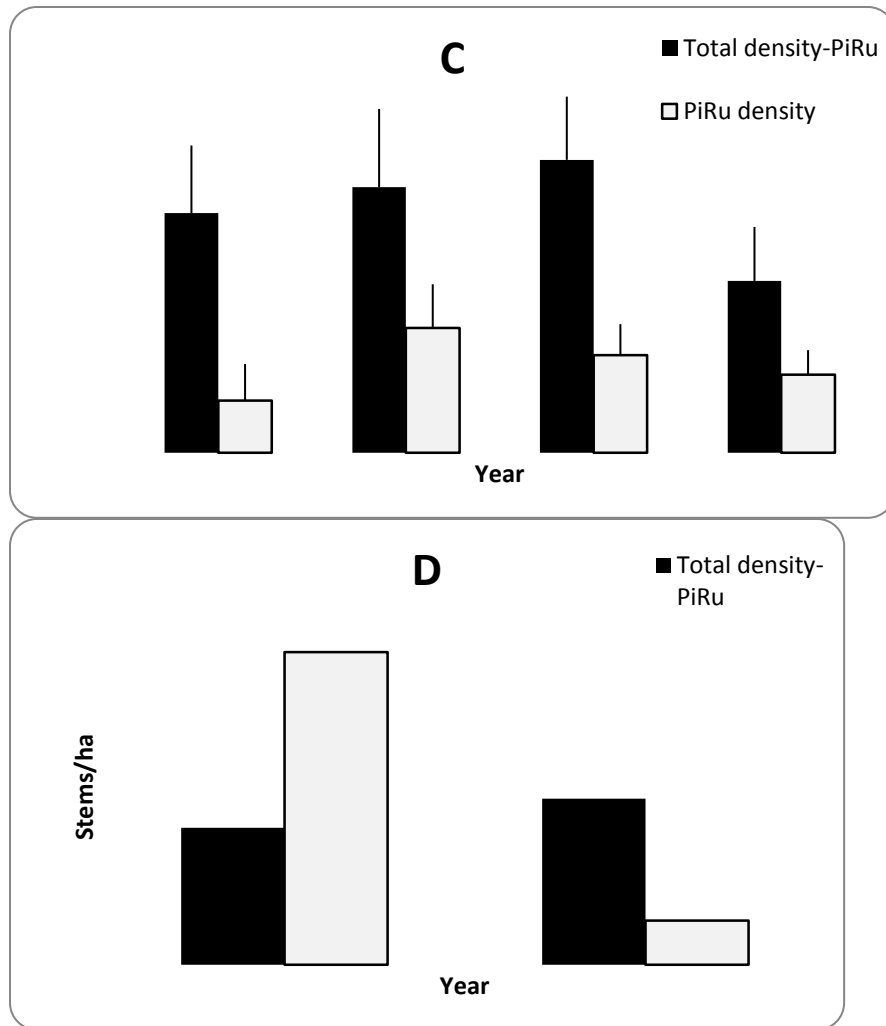 C
Total density-PiRu
PiRu density
Year
D
Total density-
PiRu
Stems/ha
Year